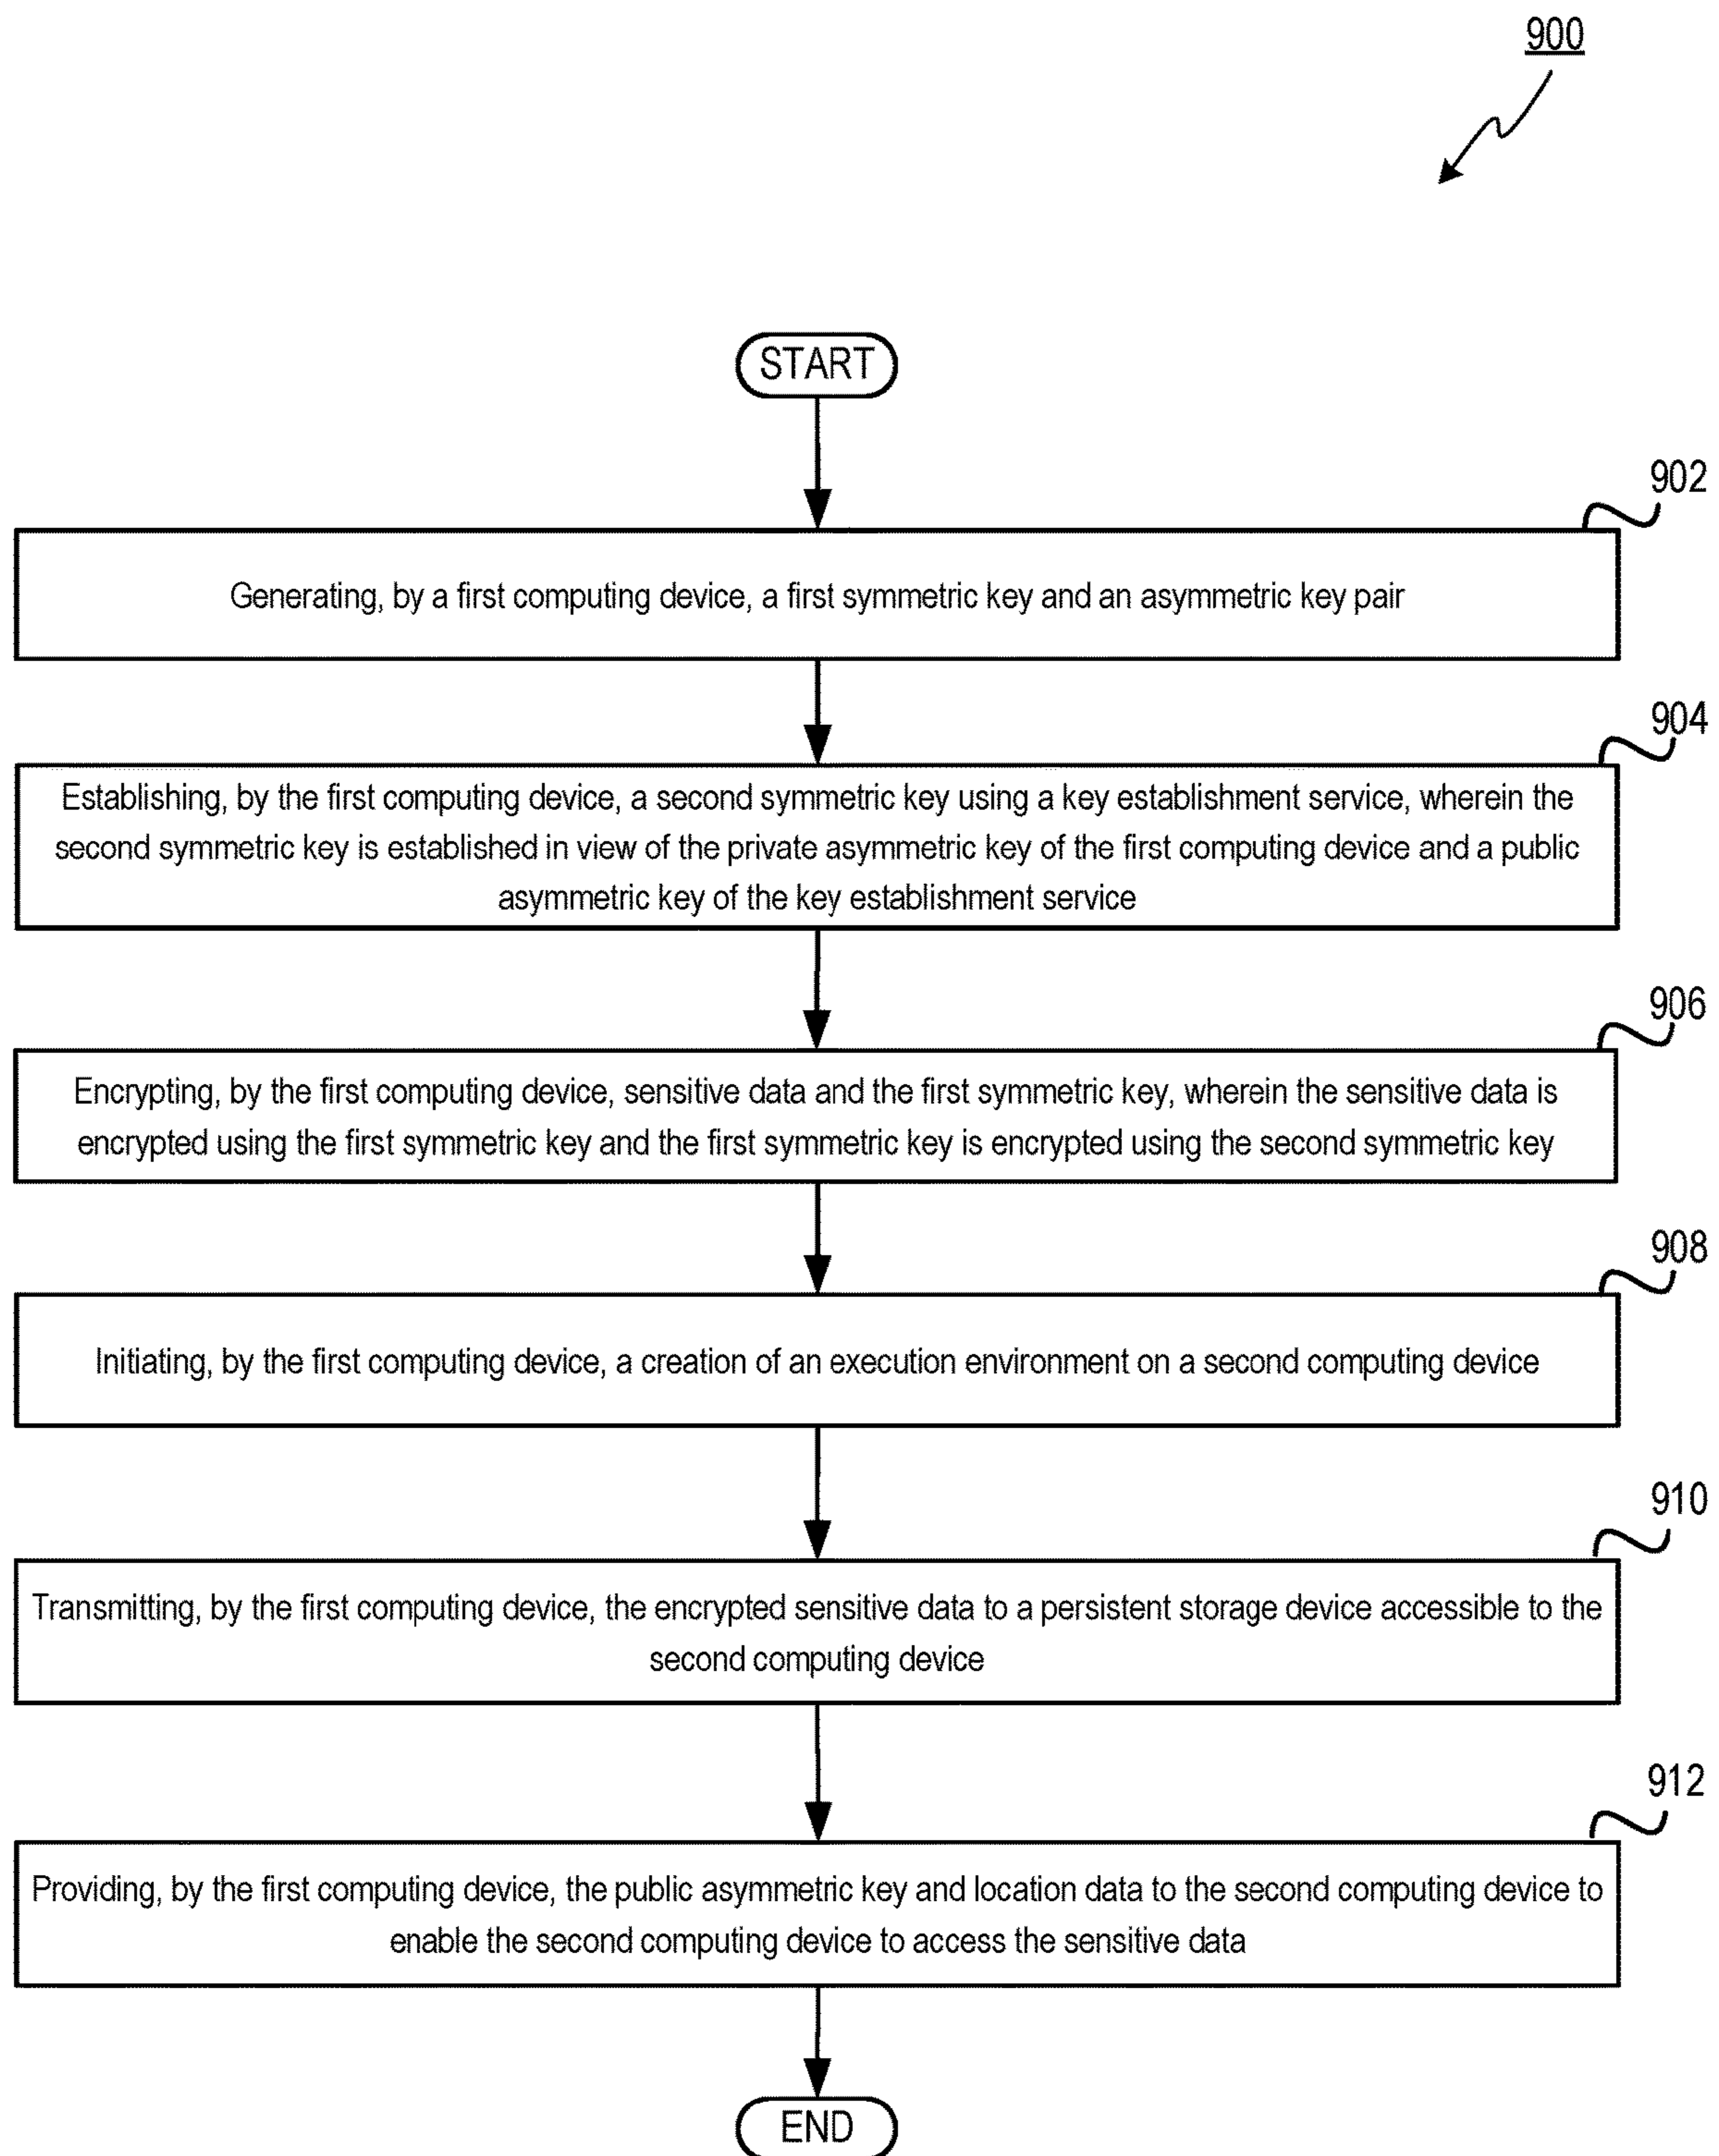 900
START
902
Generating, by a first computing device, a first symmetric key and an asymmetric key pair
904
Establishing, by the first computing device, a second symmetric key using a key establishment service, wherein the
second symmetric key is established in view of the private asymmetric key of the first computing device and a public
asymmetric key of the key establishment service
906
Encrypting, by the first computing device, sensitive data and the first symmetric key, wherein the sensitive data is
encrypted using the first symmetric key and the first symmetric key is encrypted using the second symmetric key
908
Initiating, by the first computing device, a creation of an execution environment on a second computing device
910
Transmitting, by the first computing device, the encrypted sensitive data to a persistent storage device accessible to the
second computing device
912
Providing, by the first computing device, the public asymmetric key and location data to the second computing device to
enable the second computing device to access the sensitive data
END